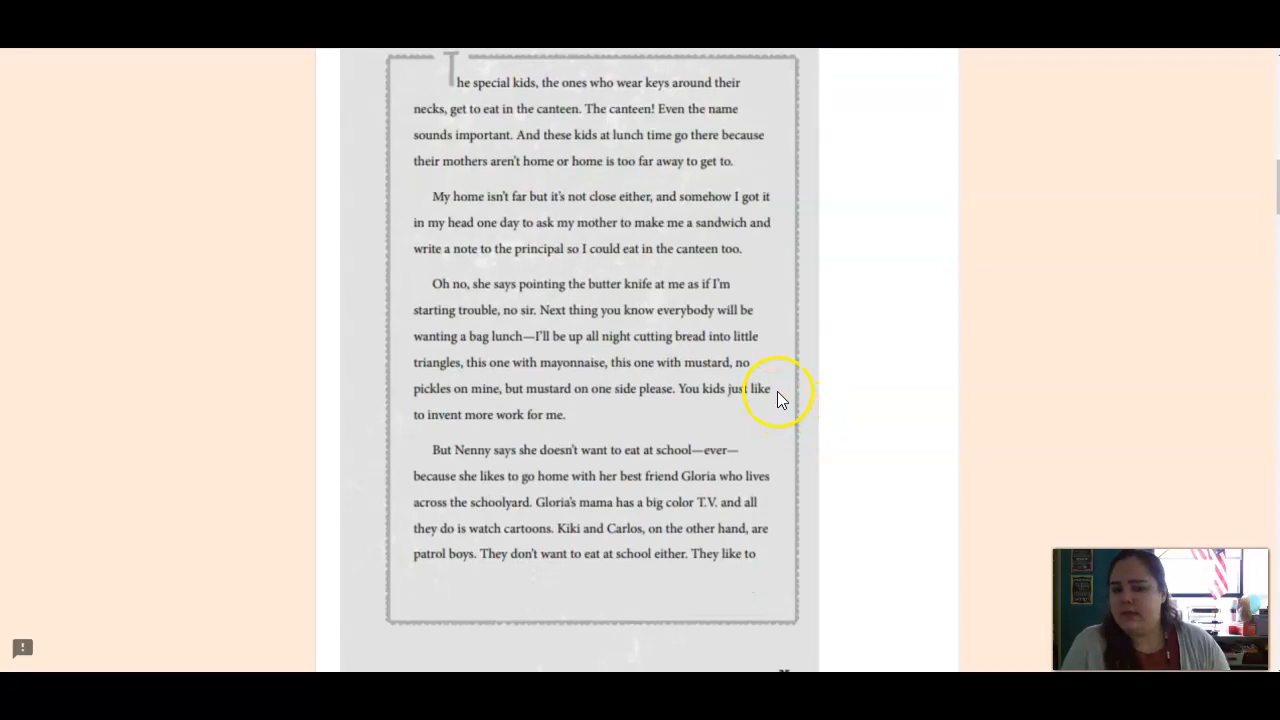 The special kids, the ones who wear keys around their
necks, get to eat in the canteen. The canteen! Even the name
sounds important. And these kids at lunch time go there because
their mothers aren't home or home is too far away to get to.
My home isn't far but it's not close either, and somehow I got it
in my head one day to ask my mother to make me a sandwich and
write a note to the principal so I could eat in the canteen too.
Oh no, she says pointing the butter knife at me as if I'm
starting trouble, no sir. Next thing you know everybody will be
wanting a bag lunch—I'll be up all night cutting bread into little
triangles, this one with mayonnaise, this one with mustard, no
pickles on mine, but mustard on one side please. You kids just like
to invent more work for me.
But Nenny says she doesn't want to eat at school—ever—
because she likes to go home with her best friend Gloria who lives
across the schoolyard. Gloria's mama has a big color T.V. and all
they do is watch cartoons. Kiki and Carlos, on the other hand, are
patrol boys. They don't want to eat at school either. They like to